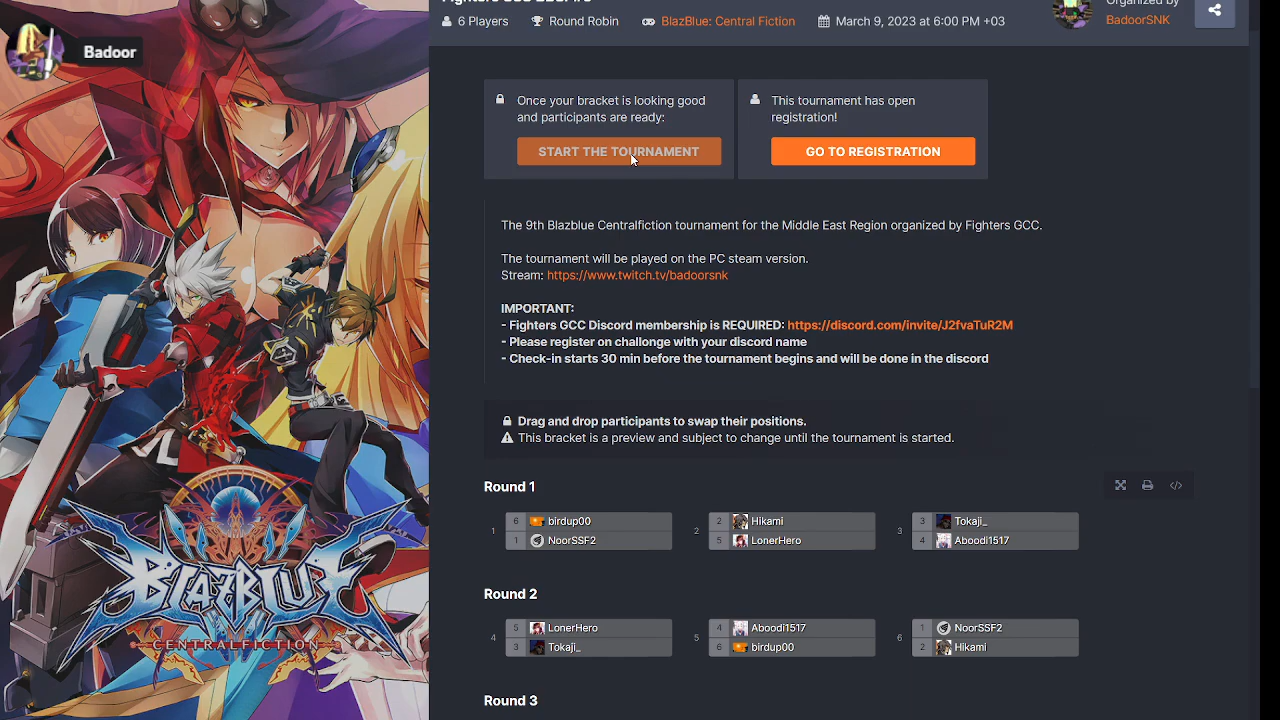 Badoor
6 Players
Round Robin
BlazBlue: Central Fiction
March 9, 2023 at 6:00 PM +03
Organized by
BadoorSNK
Once your bracket is looking good
and participants are ready:
START THE TOURNAMENT
This tournament has open
registration!
GO TO REGISTRATION
The 9th Blazblue Centralfiction tournament for the Middle East Region organized by Fighters GCC.
The tournament will be played on the PC steam version.
Stream: https://www.twitch.tv/badoorsnk
IMPORTANT:
- Fighters GCC Discord membership is REQUIRED: https://discord.com/invite/J2fvaTuR2M
- Please register on challonge with your discord name
- Check-in starts 30 min before the tournament begins and will be done in the discord
Drag and drop participants to swap their positions.
This bracket is a preview and subject to change until the tournament is started.
Round 1
1
6 birdup00
1 NoorSSF2
2
2 Hikami
5 LonerHero
3
3 Tokaji_
4 Aboodi1517
Round 2
4
5 LonerHero
3 Tokaji_
5
4 Aboodi1517
6 birdup00
6
1 NoorSSF2
2 Hikami
Round 3
BLAZBLUE
CENTRALFICTION